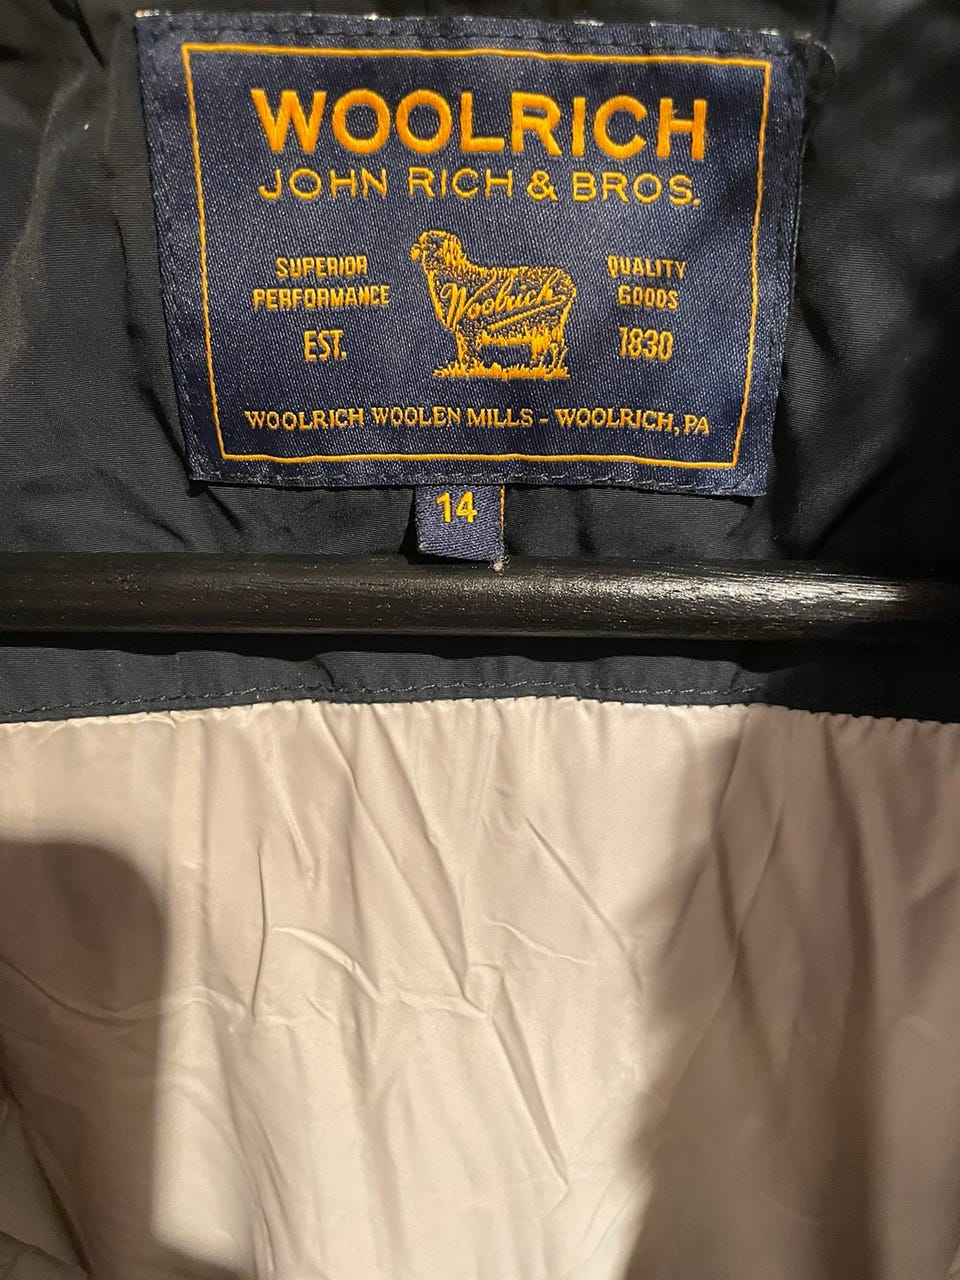 WOOLRICH
JOHN RICH & BROS.
SUPERIOR
PERFORMANCE
EST.
Woolrich
QUALITY
GOODS
1830
WOOLRICH WOOLEN MILLS - WOOLRICH, PA
14